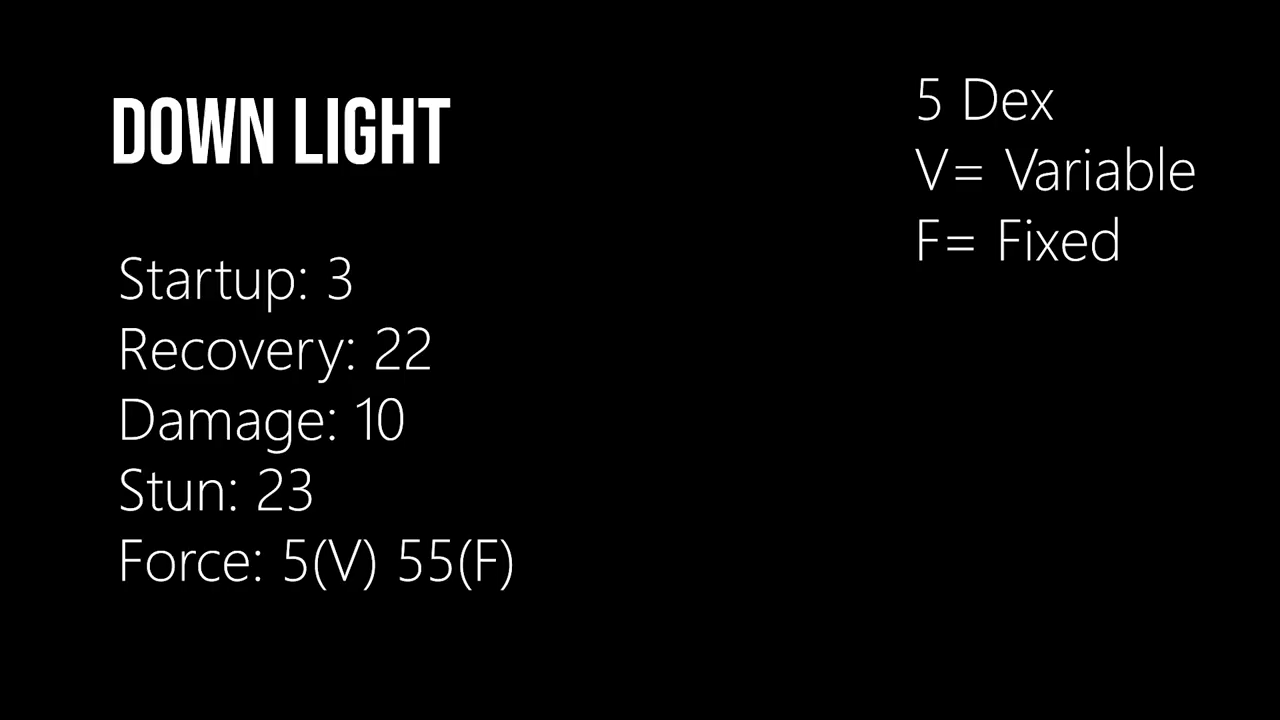 DOWN LIGHT
Startup: 3
Recovery: 22
Damage: 10
Stun: 23
Force: 5(V) 55(F)
5 Dex
V= Variable
F= Fixed